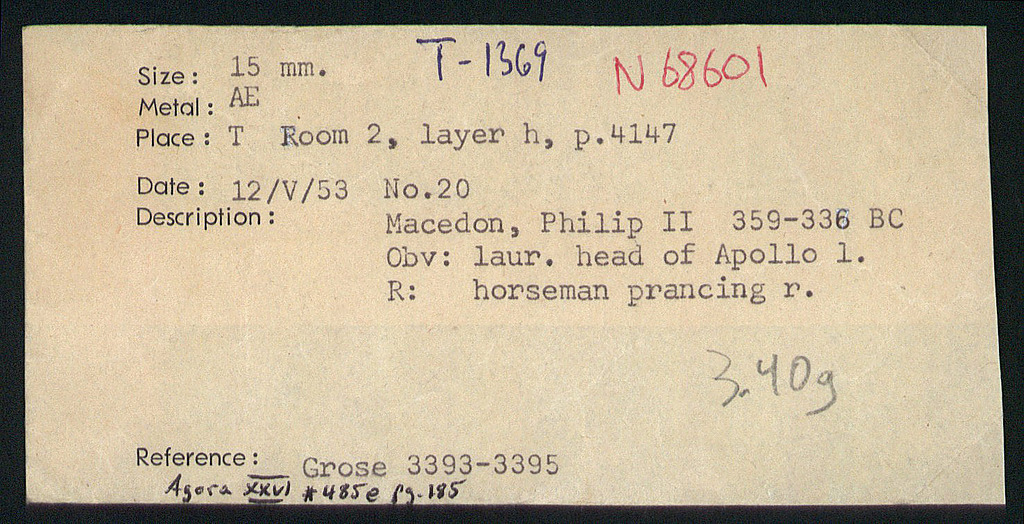 T-1369 N 68601
Size: 15 mm.
Metal: AE
Place: T Room 2, layer h, p.4147
Date: 12/V/53 No.20
Description: Macedon, Philip II 359-336 BC
Obv: laur. head of Apollo l.
R: horseman prancing r.
3.40g
Reference: Grose 3393-3395
Agora XXVI #485e pg.185